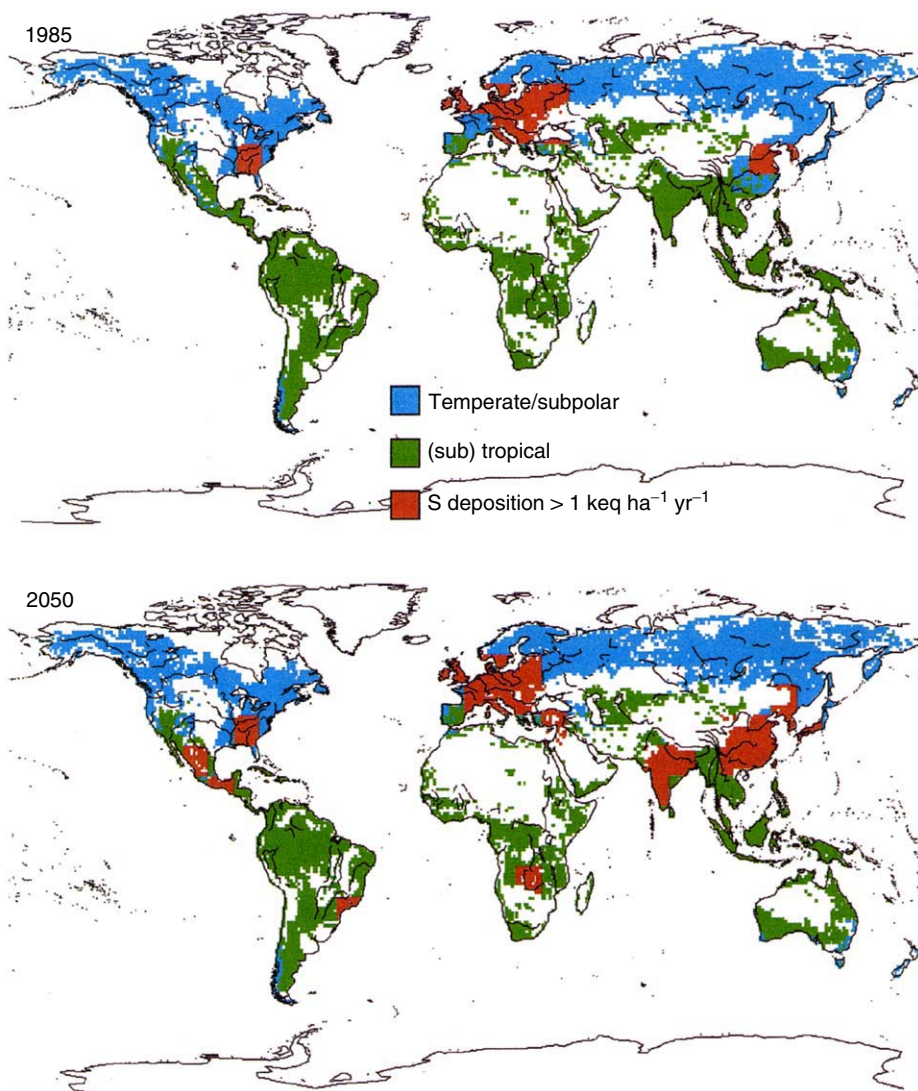 1985
Temperate/subpolar
(sub) tropical
S deposition > 1 keq ha⁻¹ yr⁻¹
2050